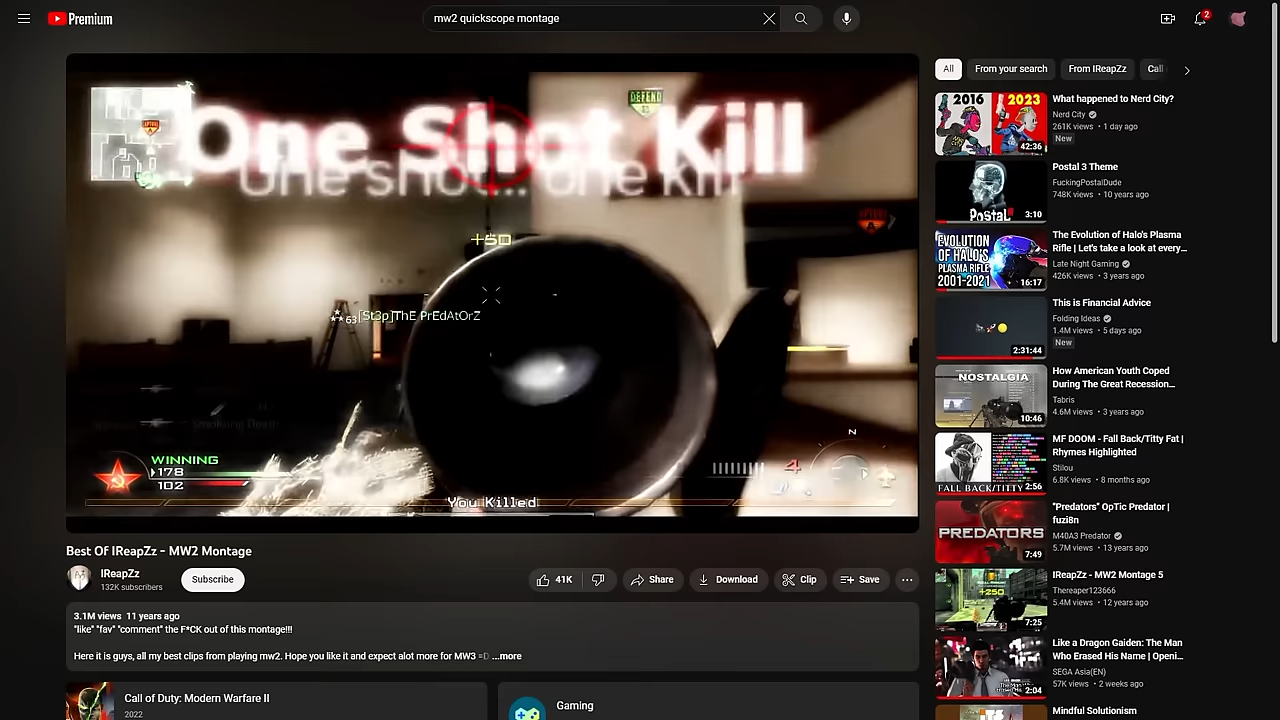 Premium
mw2 quickscope montage
2
One Shot Kill
one shot... one kill
DEFEND
+50
63 [St3p]ThE PrEdAtOrZ
WINNING
178
102
4
N
You Killed
Best Of IReapZz - MW2 Montage
IReapZz
132K subscribers
Subscribe
41K
Share
Download
Clip
Save
3.1M views 11 years ago
"like" "fav" "comment" the F*CK out of this montage!!!
Here it is guys, all my best clips from playing mw2. Hope you like it and expect alot more for MW3 =D ...more
Call of Duty: Modern Warfare II
2022
Gaming
All
From your search
From IReapZz
Call
2016 2023
42:36
What happened to Nerd City?
Nerd City
261K views • 1 day ago
New
POSTAL
3:10
Postal 3 Theme
FuckingPostalDude
748K views • 10 years ago
EVOLUTION
OF HALO'S
PLASMA RIFLE
2001-2021
16:17
The Evolution of Halo's Plasma
Rifle | Let's take a look at every...
Late Night Gaming
426K views • 3 years ago
2:31:44
This is Financial Advice
Folding Ideas
1.4M views • 5 days ago
New
NOSTALGIA
10:46
How American Youth Coped
During The Great Recession...
Tabris
4.6M views • 3 years ago
FALL BACK/TITTY
2:56
MF DOOM - Fall Back/Titty Fat |
Rhymes Highlighted
Stilou
6.8K views • 8 months ago
PREDATORS
7:49
"Predators" OpTic Predator |
fuzi8n
M40A3 Predator
5.7M views • 13 years ago
+250
7:25
IReapZz - MW2 Montage 5
Thereaper123666
5.4M views • 12 years ago
2:04
Like a Dragon Gaiden: The Man
Who Erased His Name | Openi...
SEGA Asia(EN)
57K views • 2 weeks ago
Mindful Solutionism